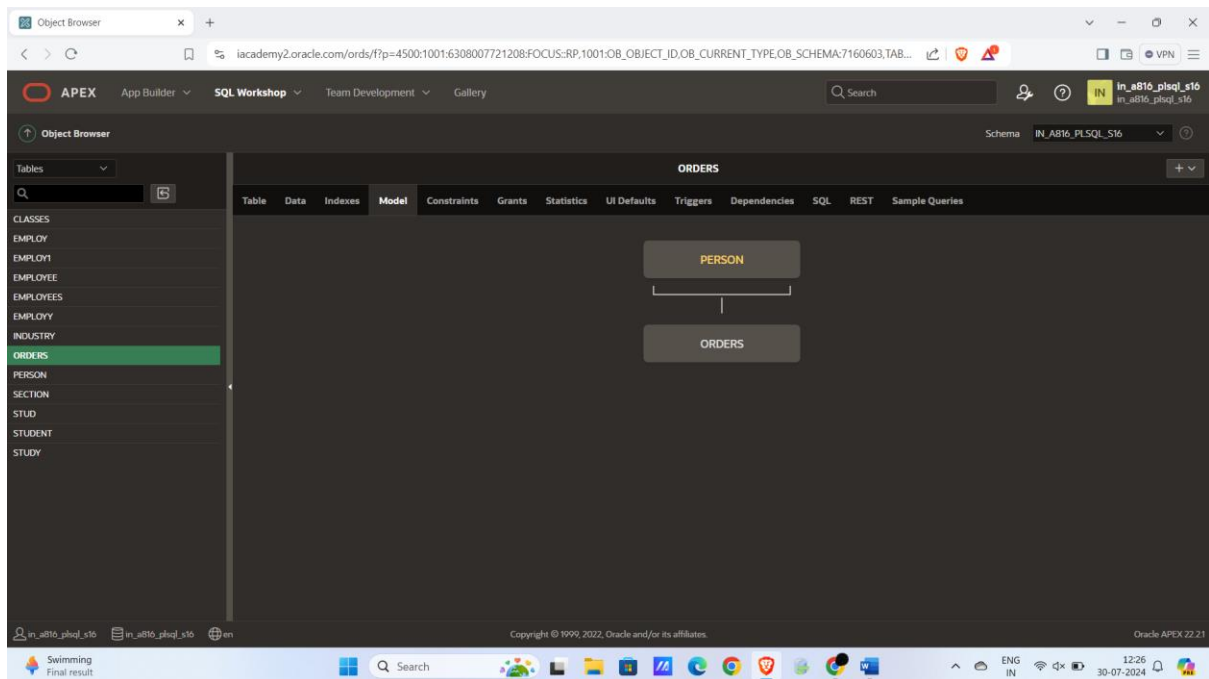 Object Browser
iacademy2.oracle.com/ords/f?p=4500:1001:6308007721208:FOCUS::RP,1001:OB_OBJECT_ID,OB_CURRENT_TYPE,OB_SCHEMA:7160603,TAB...
VPN
APEX App Builder SQL Workshop Team Development Gallery
Search
IN
in_a816_plsql_s16
in_a816_plsql_s16
Object Browser
Schema IN_A816_PLSQL_S16
Tables
ORDERS
Table Data Indexes Model Constraints Grants Statistics UI Defaults Triggers Dependencies SQL REST Sample Queries
CLASSES
EMPLOY
EMPLOY1
EMPLOYEE
EMPLOYEES
EMPLOYY
INDUSTRY
ORDERS
PERSON
SECTION
STUD
STUDENT
STUDY
PERSON
ORDERS
in_a816_plsql_s16 in_a816_plsql_s16 en
Copyright © 1999, 2022, Oracle and/or its affiliates.
Oracle APEX 22.2.1
Swimming
Final result
Search
ENG
IN
12:26
30-07-2024
PRE